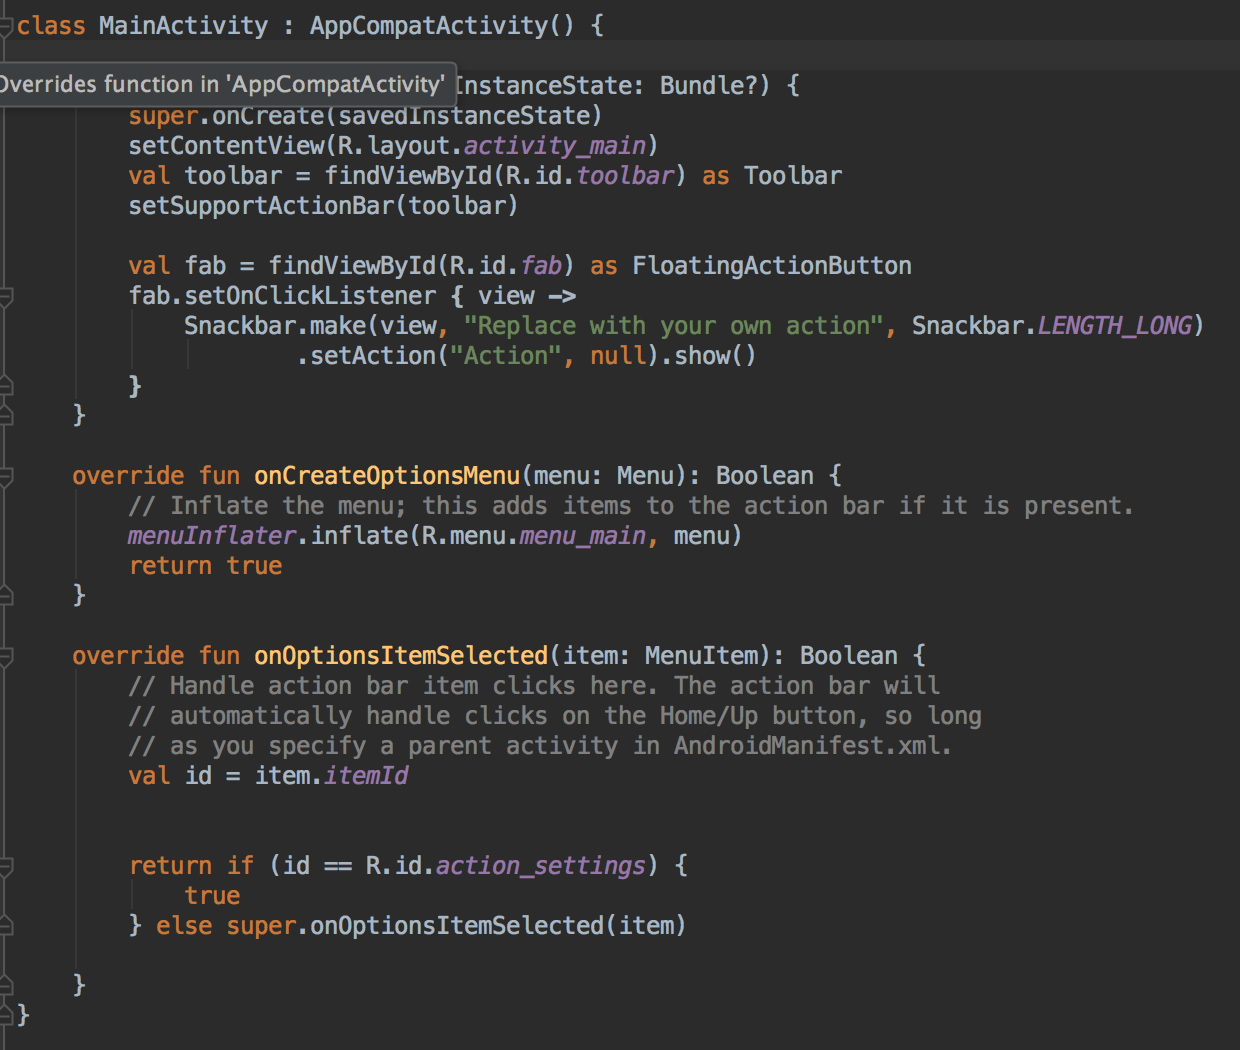 class MainActivity : AppCompatActivity() {
Overrides function in 'AppCompatActivity'
InstanceState: Bundle?) {
super.onCreate(savedInstanceState)
setContentView(R.layout.activity_main)
val toolbar = findViewById(R.id.toolbar) as Toolbar
setSupportActionBar(toolbar)
val fab = findViewById(R.id.fab) as FloatingActionButton
fab.setOnClickListener { view ->
Snackbar.make(view, "Replace with your own action", Snackbar.LENGTH_LONG)
.setAction("Action", null).show()
}
}
override fun onCreateOptionsMenu(menu: Menu): Boolean {
// Inflate the menu; this adds items to the action bar if it is present.
menuInflater.inflate(R.menu.menu_main, menu)
return true
}
override fun onOptionsItemSelected(item: MenuItem): Boolean {
// Handle action bar item clicks here. The action bar will
// automatically handle clicks on the Home/Up button, so long
// as you specify a parent activity in AndroidManifest.xml.
val id = item.itemId
return if (id == R.id.action_settings) {
true
} else super.onOptionsItemSelected(item)
}
}